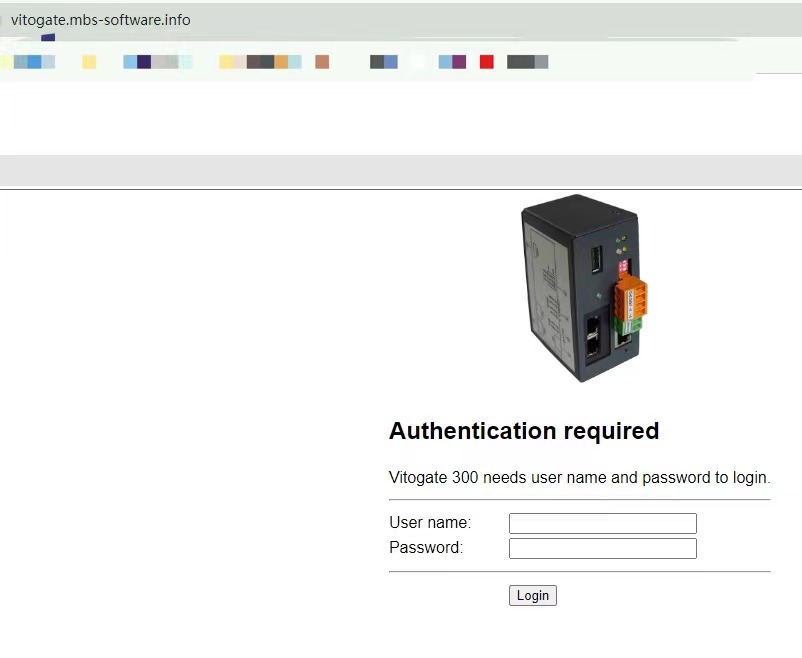 vitogate.mbs-software.info
Authentication required
Vitogate 300 needs user name and password to login.
User name:
Password:
Login